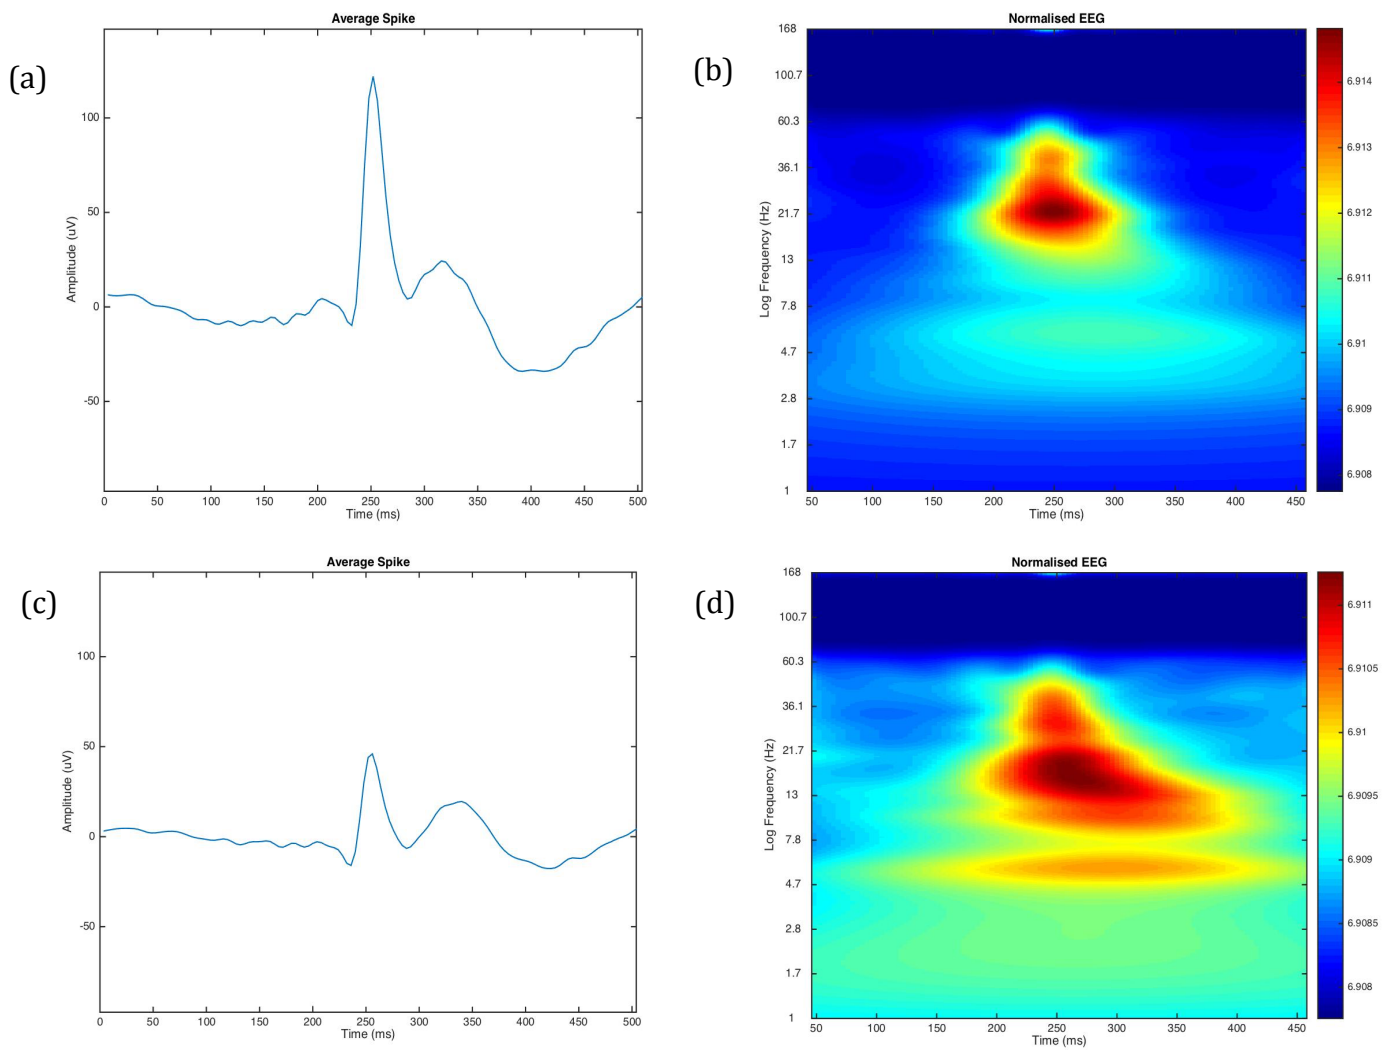 (a)
Average Spike
Amplitude (uV)
100
50
0
-50
0 50 100 150 200 250 300 350 400 450 500
Time (ms)
(b)
Normalised EEG
Log Frequency (Hz)
168
100.7
60.3
36.1
21.7
13
7.8
4.7
2.8
1.7
1
50 100 150 200 250 300 350 400 450
Time (ms)
6.914
6.913
6.912
6.911
6.91
6.909
6.908
(c)
Average Spike
Amplitude (uV)
100
50
0
-50
0 50 100 150 200 250 300 350 400 450 500
Time (ms)
(d)
Normalised EEG
Log Frequency (Hz)
168
100.7
60.3
36.1
21.7
13
7.8
4.7
2.8
1.7
1
50 100 150 200 250 300 350 400 450
Time (ms)
6.911
6.9105
6.91
6.9095
6.909
6.9085
6.908